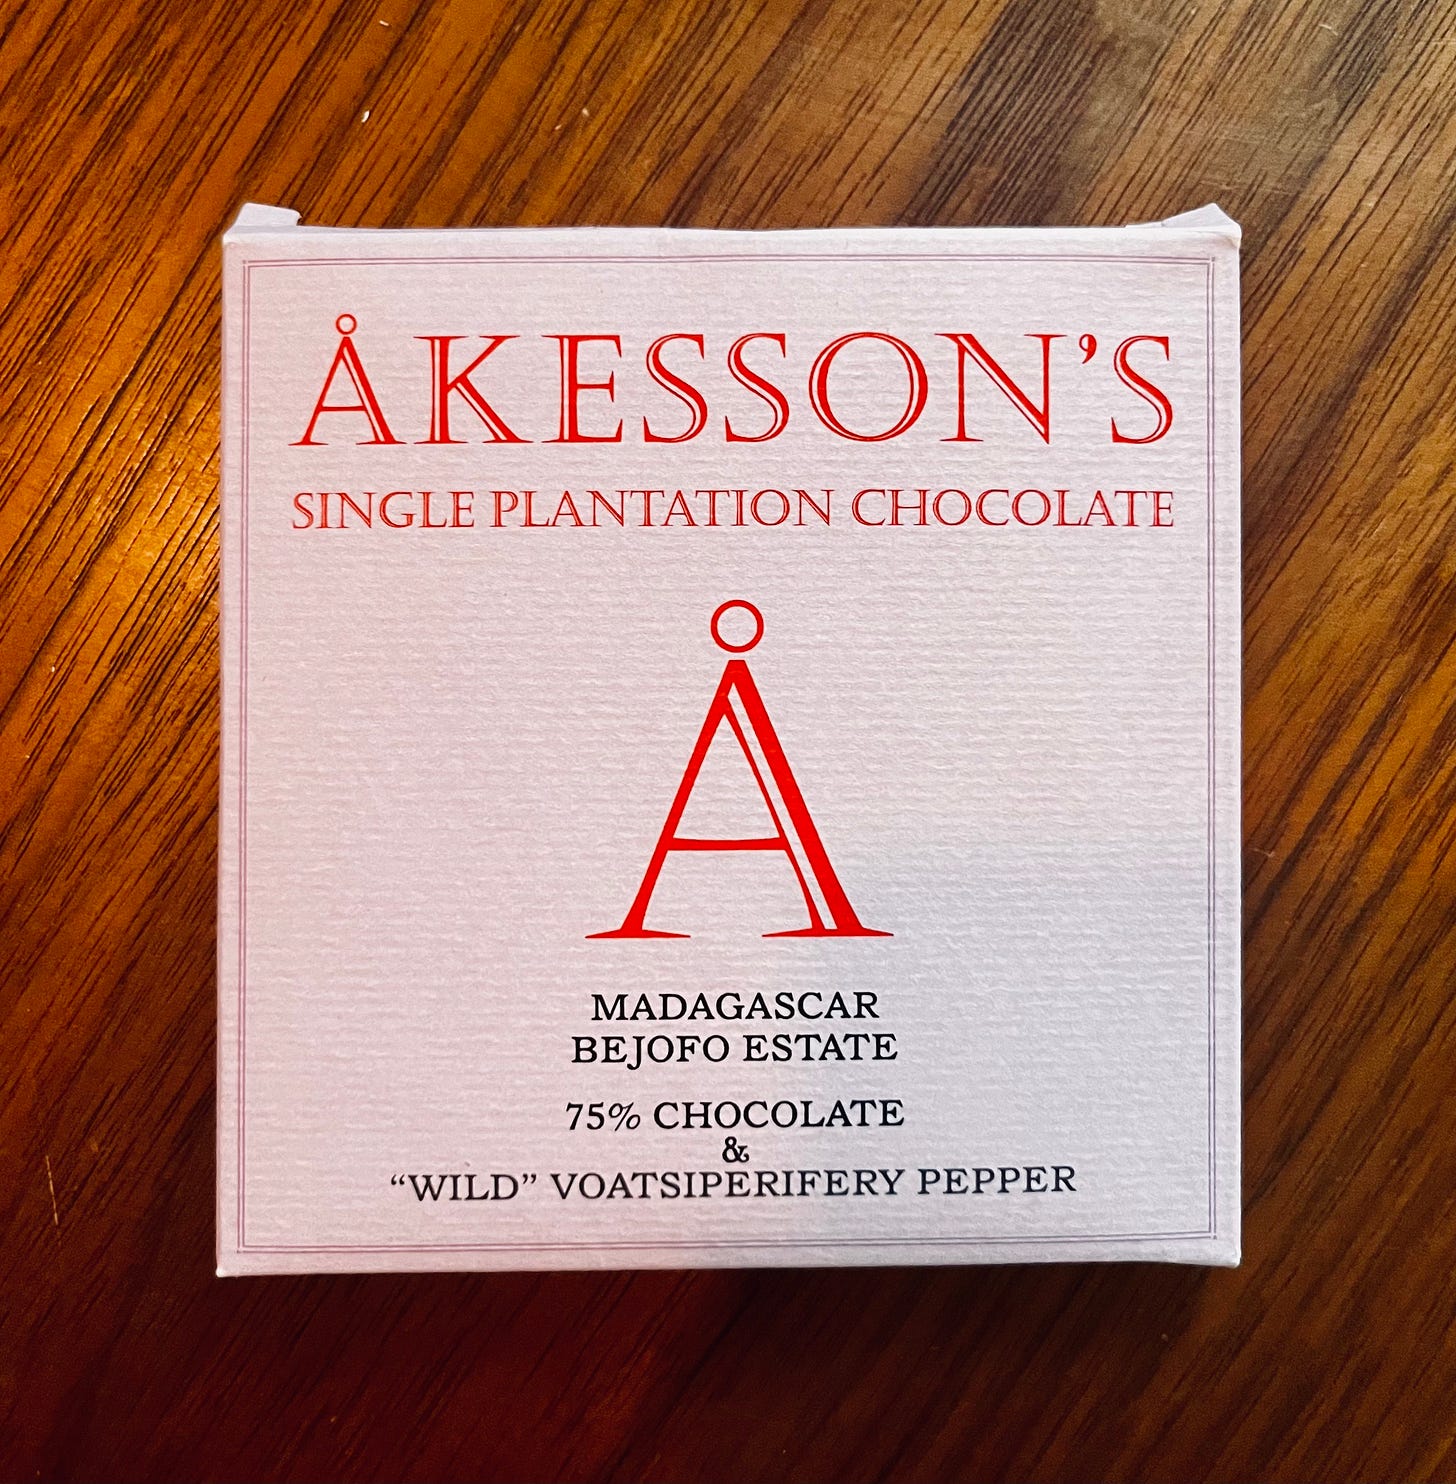 ÅKESSON'S
SINGLE PLANTATION CHOCOLATE
Å
MADAGASCAR
BEJOFO ESTATE
75% CHOCOLATE
&
“WILD” VOATSIPERIFERY PEPPER